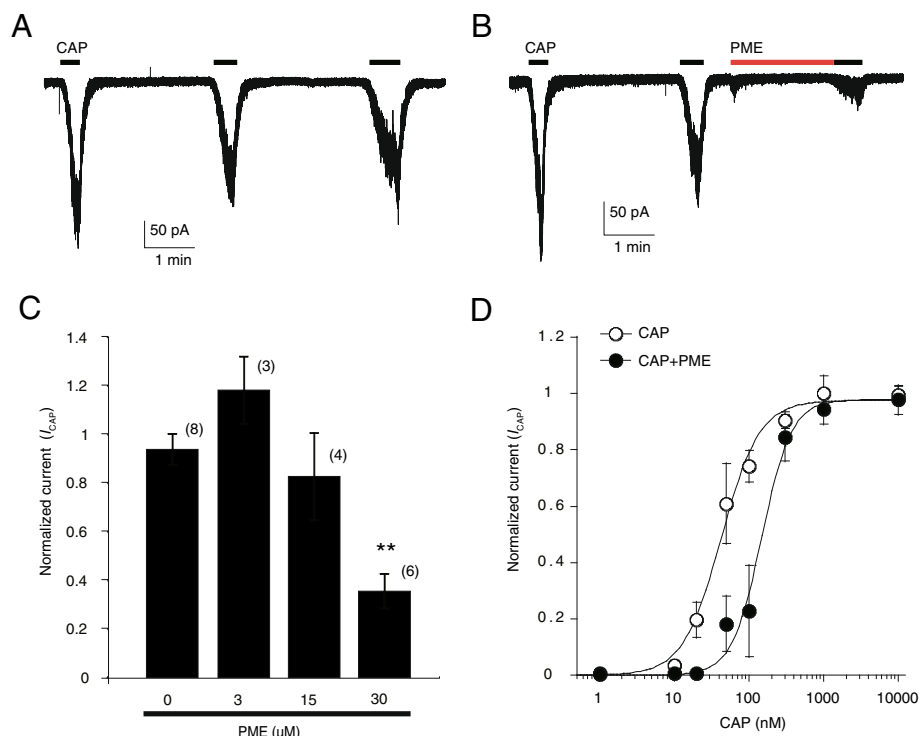 A
CAP
50 pA
1 min
B
CAP
PME
50 pA
1 min
C
Normalized current (I_CAP)
1.4
1.2
1
0.8
0.6
0.4
0.2
0
(8)
(3)
(4)
**
(6)
0 3 15 30
PME (µM)
D
CAP
CAP+PME
Normalized current (I_CAP)
1.2
1
0.8
0.6
0.4
0.2
0
1 10 100 1000 10000
CAP (nM)